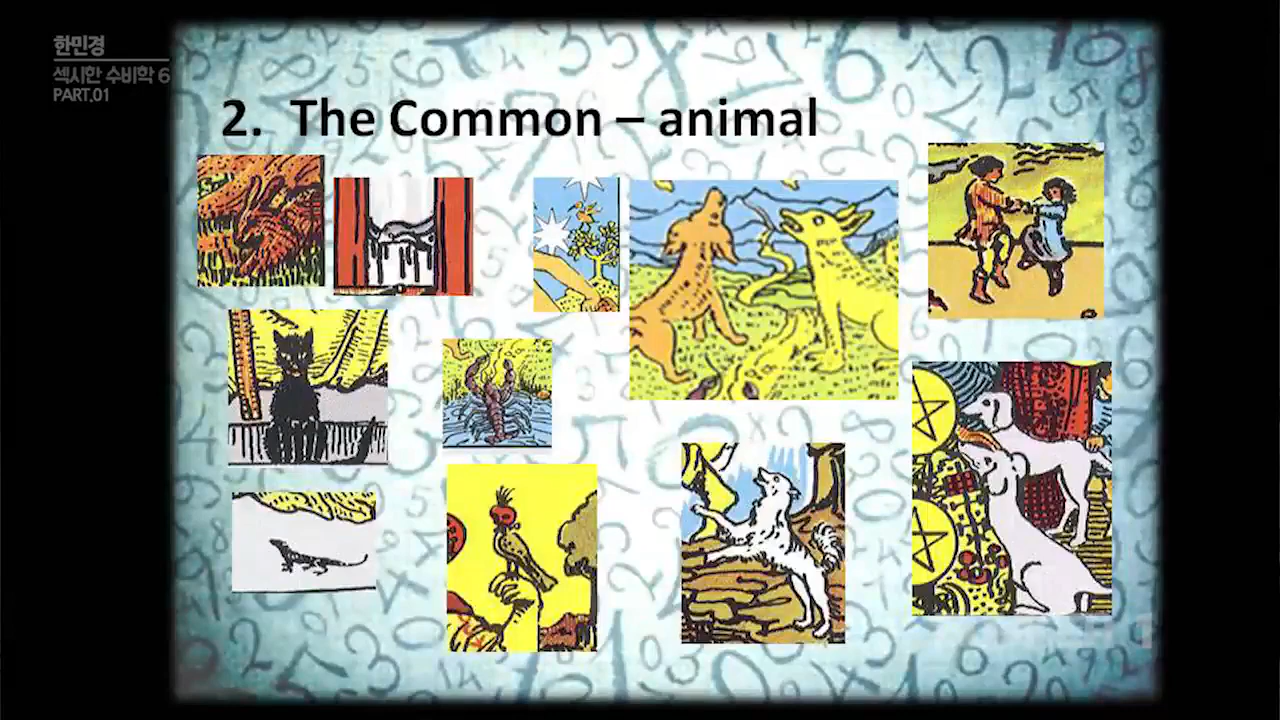 한민경
섹시한 수비학 6
PART.01
2. The Common – animal